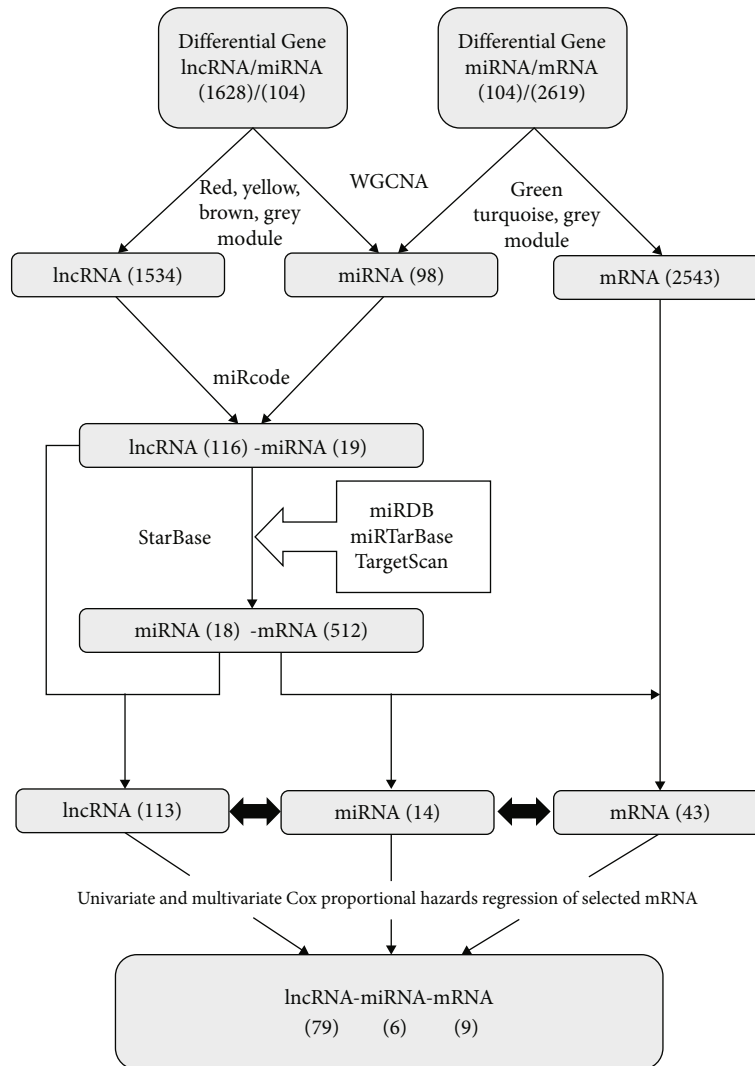 Differential Gene
lncRNA/miRNA
(1628)/(104)
Differential Gene
miRNA/mRNA
(104)/(2619)
Red, yellow,
brown, grey
module
WGCNA
Green
turquoise, grey
module
lncRNA (1534)
miRNA (98)
mRNA (2543)
miRcode
lncRNA (116) -miRNA (19)
StarBase
miRDB
miRTarBase
TargetScan
miRNA (18) -mRNA (512)
lncRNA (113)
miRNA (14)
mRNA (43)
Univariate and multivariate Cox proportional hazards regression of selected mRNA
lncRNA-miRNA-mRNA
(79) (6) (9)